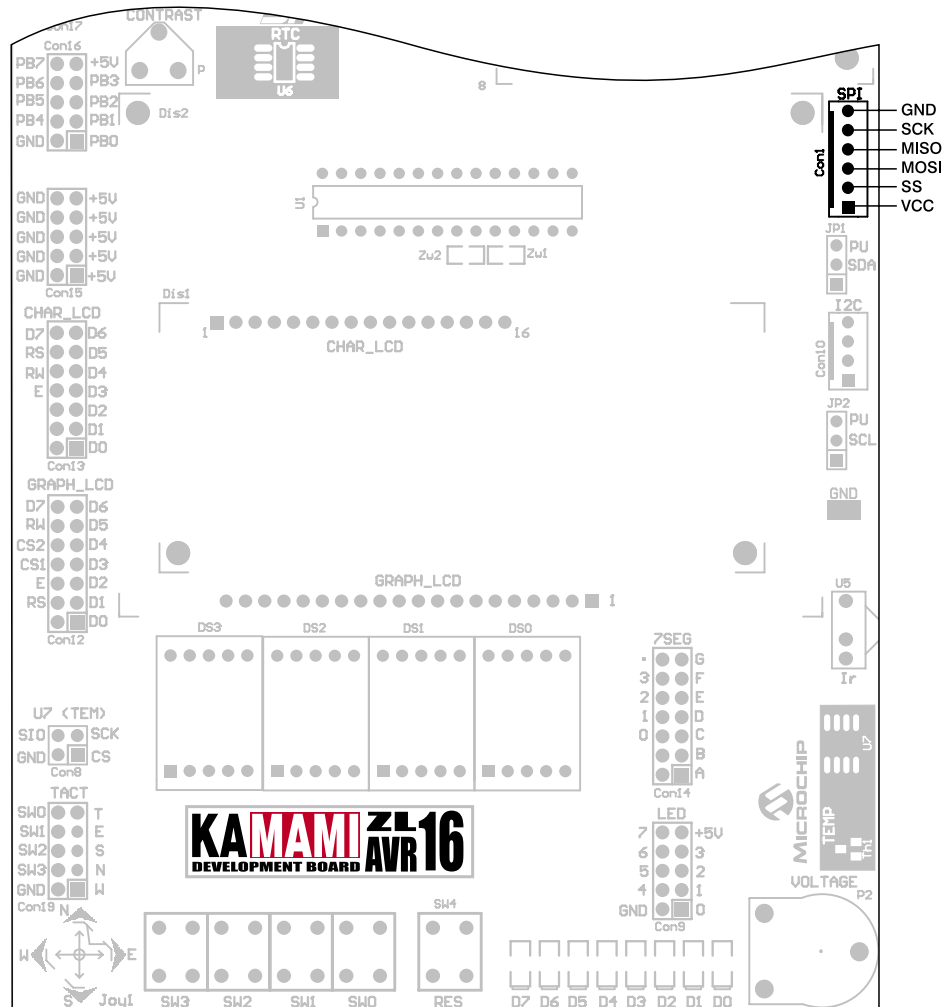 CONTRAST
P
Con17
Con16
PB7 +5V
PB6 PB3
PB5 PB2
PB4 PB1
GND PB0
RTC
U6
Dis2
8
SPI
Con1
GND
SCK
MISO
MOSI
SS
VCC
U1
Zw2 Zw1
GND +5V
GND +5V
GND +5V
GND +5V
GND +5V
Con15
JP1
PU
SDA
I2C
Con10
JP2
PU
SCL
GND
Dis1
1 16
CHAR_LCD
CHAR_LCD
D7 D6
RS D5
RW D4
E D3
D2
D1
D0
Con13
GRAPH_LCD
D7 D6
RW D5
CS2 D4
CS1 D3
E D2
RS D1
D0
Con12
GRAPH_LCD
1
U5
Ir
DS3 DS2 DS1 DS0
7SEG
. G
3 F
2 E
1 D
0 C
B
A
Con14
U7 (TEM)
SIO SCK
GND CS
Con8
TACT
SW0 T
SW1 E
SW2 S
SW3 N
GND W
Con19
KAMAMI
DEVELOPMENT BOARD
ZL
AVR
16
LED
7 +5V
6 3
5 2
4 1
GND 0
Con9
MICROCHIP
TEMP
U7
Tn1
VOLTAGE
P2
N
W E
S Joy1
SW3 SW2 SW1 SW0
SW4
RES
D7 D6 D5 D4 D3 D2 D1 D0